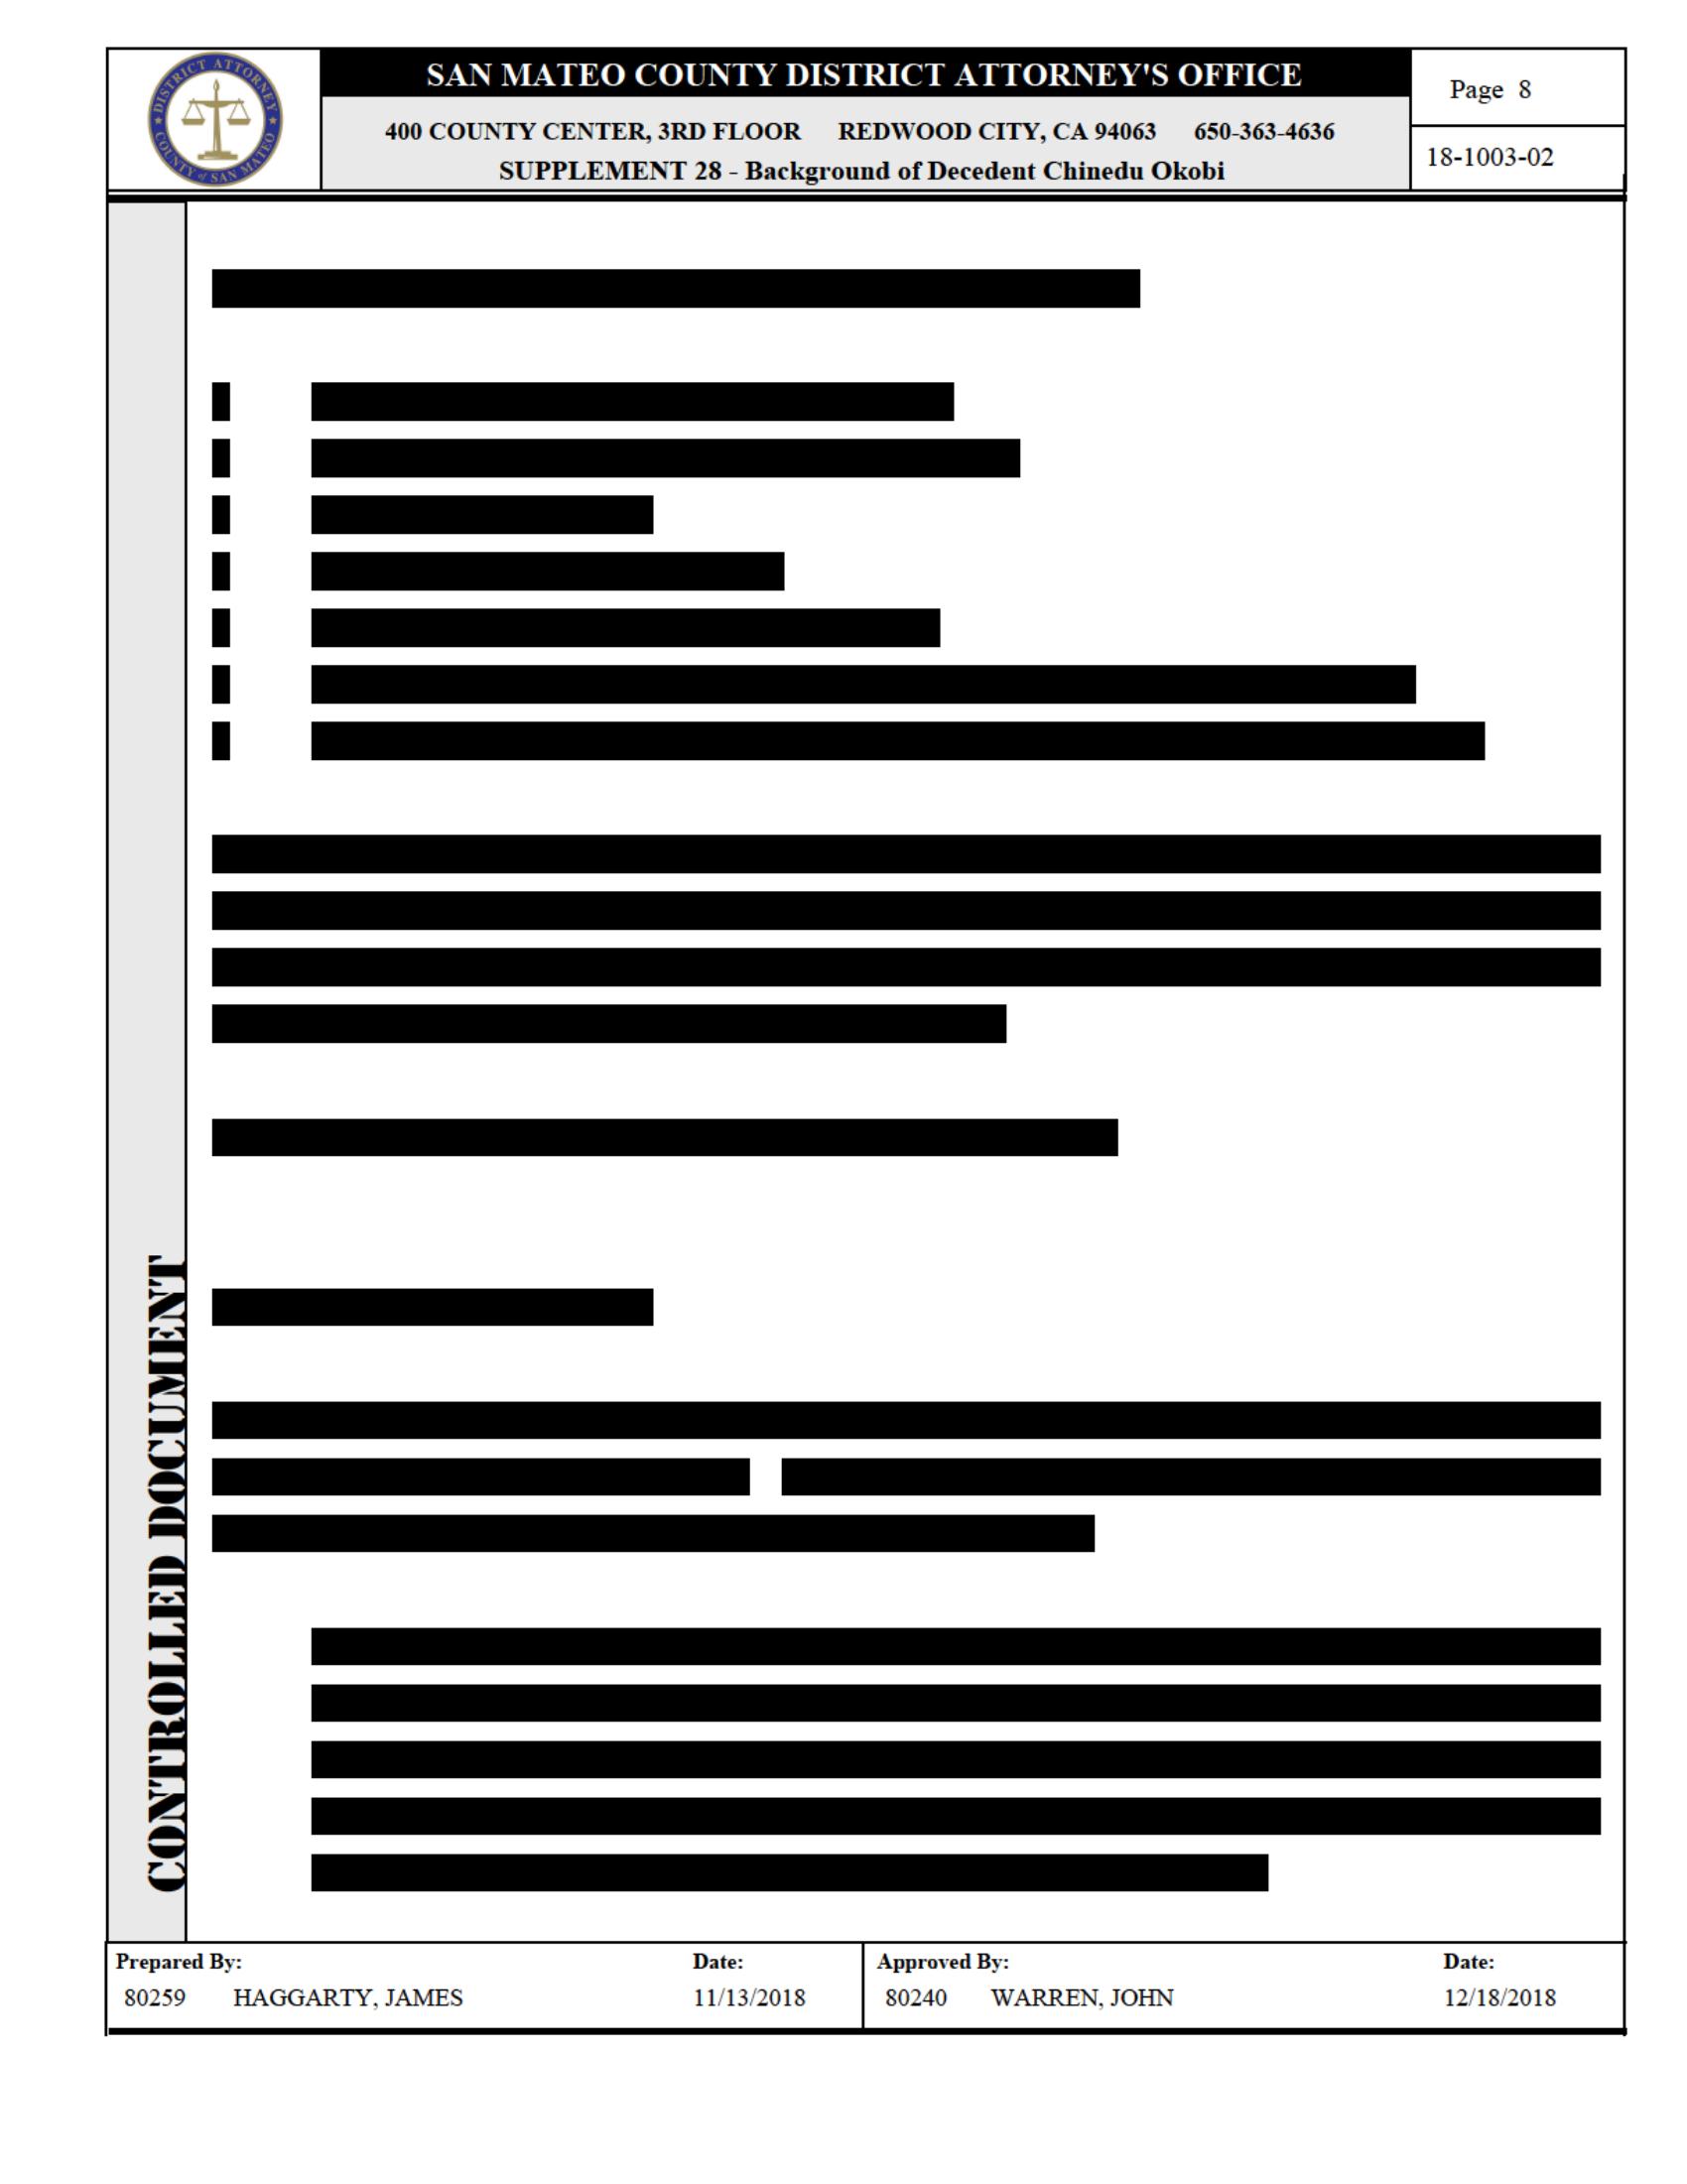 DISTRICT ATTORNEY
COUNTY of SAN MATEO
SAN MATEO COUNTY DISTRICT ATTORNEY'S OFFICE
400 COUNTY CENTER, 3RD FLOOR REDWOOD CITY, CA 94063 650-363-4636
SUPPLEMENT 28 - Background of Decedent Chinedu Okobi
Page 8
18-1003-02
CONTROLLED DOCUMENT
Prepared By: Date: Approved By: Date:
80259 HAGGARTY, JAMES 11/13/2018 80240 WARREN, JOHN 12/18/2018